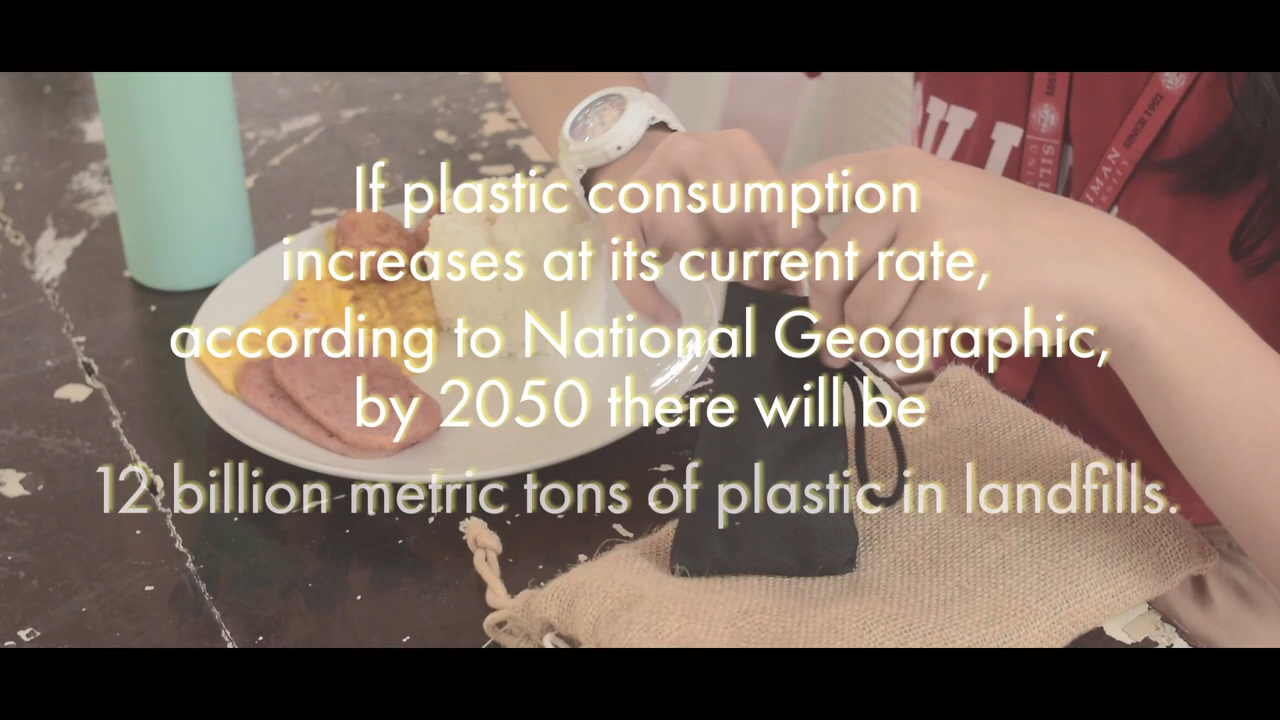 If plastic consumption
increases at its current rate,
according to National Geographic,
by 2050 there will be
12 billion metric tons of plastic in landfills.
SILL
SINCE 1901